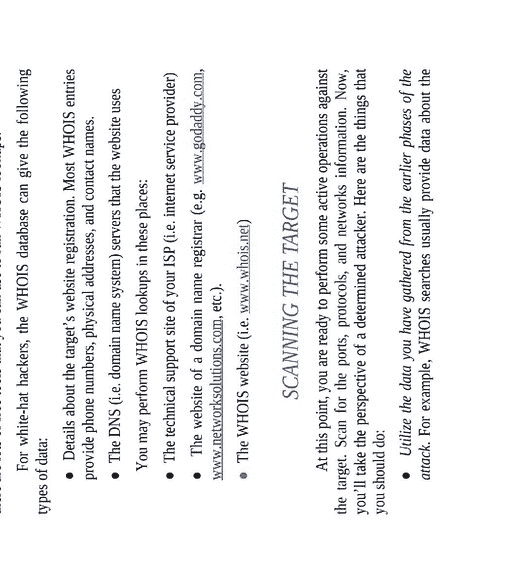 For white-hat hackers, the WHOIS database can give the following
types of data:
● Details about the target's website registration. Most WHOIS entries
provide phone numbers, physical addresses, and contact names.
● The DNS (i.e. domain name system) servers that the website uses
You may perform WHOIS lookups in these places:
● The technical support site of your ISP (i.e. internet service provider)
● The website of a domain name registrar (e.g. www.godaddy.com,
www.networksolutions.com, etc.).
● The WHOIS website (i.e. www.whois.net)
SCANNING THE TARGET
At this point, you are ready to perform some active operations against
the target. Scan for the ports, protocols, and networks information. Now,
you'll take the perspective of a determined attacker. Here are the things that
you should do:
● Utilize the data you have gathered from the earlier phases of the
attack. For example, WHOIS searches usually provide data about the